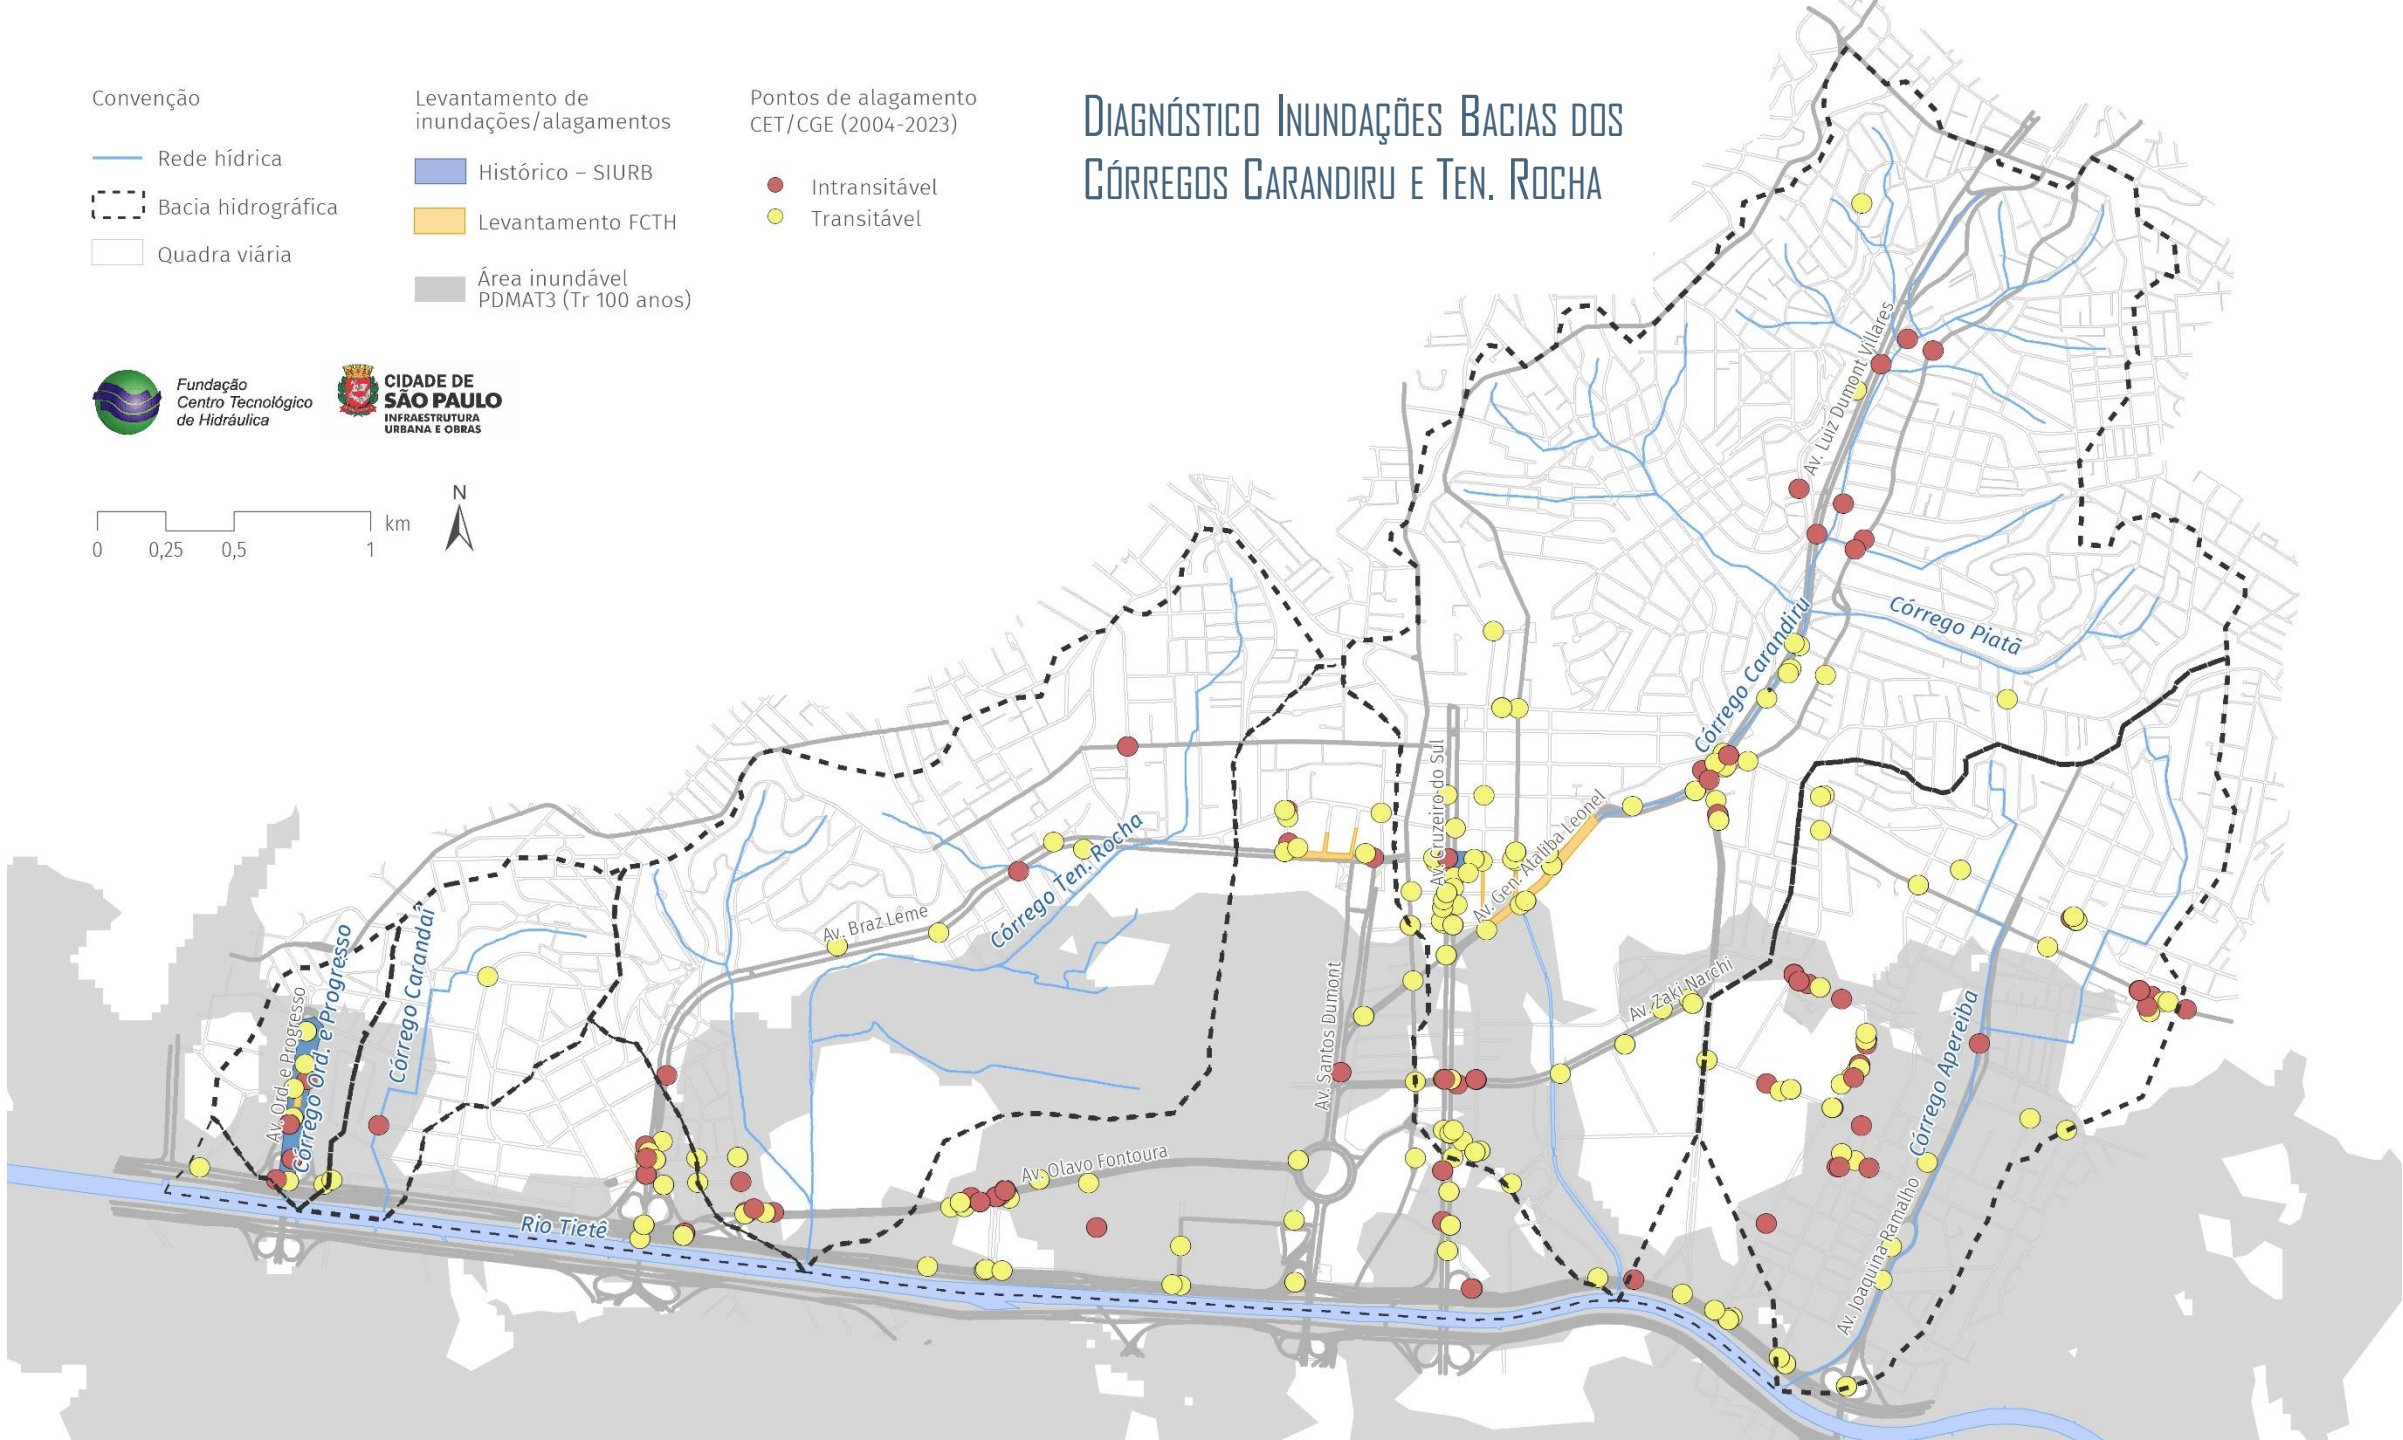 Convenção
Rede hídrica
Bacia hidrográfica
Quadra viária
Levantamento de
inundações/alagamentos
Histórico – SIURB
Levantamento FCTH
Área inundável
PDMAT3 (Tr 100 anos)
Pontos de alagamento
CET/CGE (2004-2023)
Intransitável
Transitável
DIAGNÓSTICO INUNDAÇÕES BACIAS DOS
CÓRREGOS CARANDIRU E TEN. ROCHA
Fundação
Centro Tecnológico
de Hidráulica
CIDADE DE
SÃO PAULO
INFRAESTRUTURA
URBANA E OBRAS
N
km
0 0,25 0,5 1
Av. Luiz Dumont Villares
Córrego Piatã
Córrego Carandiru
Av. Cruzeiro do Sul
Av. Gen. Ataliba Leonel
Córrego Ten. Rocha
Av. Braz Leme
Córrego Carandaí
Av. Ord. e Progresso
Córrego Ord. e Progresso
Av. Santos Dumont
Av. Zaki Narchi
Córrego Apereiba
Av. Olavo Fontoura
Rio Tietê
Av. Joaquina Ramalho